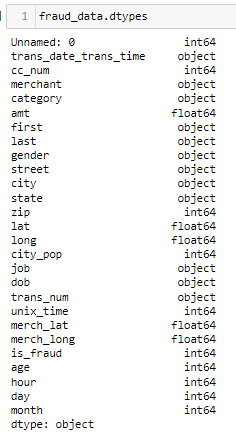 1 fraud_data.dtypes
Unnamed: 0 int64
trans_date_trans_time object
cc_num int64
merchant object
category object
amt float64
first object
last object
gender object
street object
city object
state object
zip int64
lat float64
long float64
city_pop int64
job object
dob object
trans_num object
unix_time int64
merch_lat float64
merch_long float64
is_fraud int64
age int64
hour int64
day int64
month int64
dtype: object